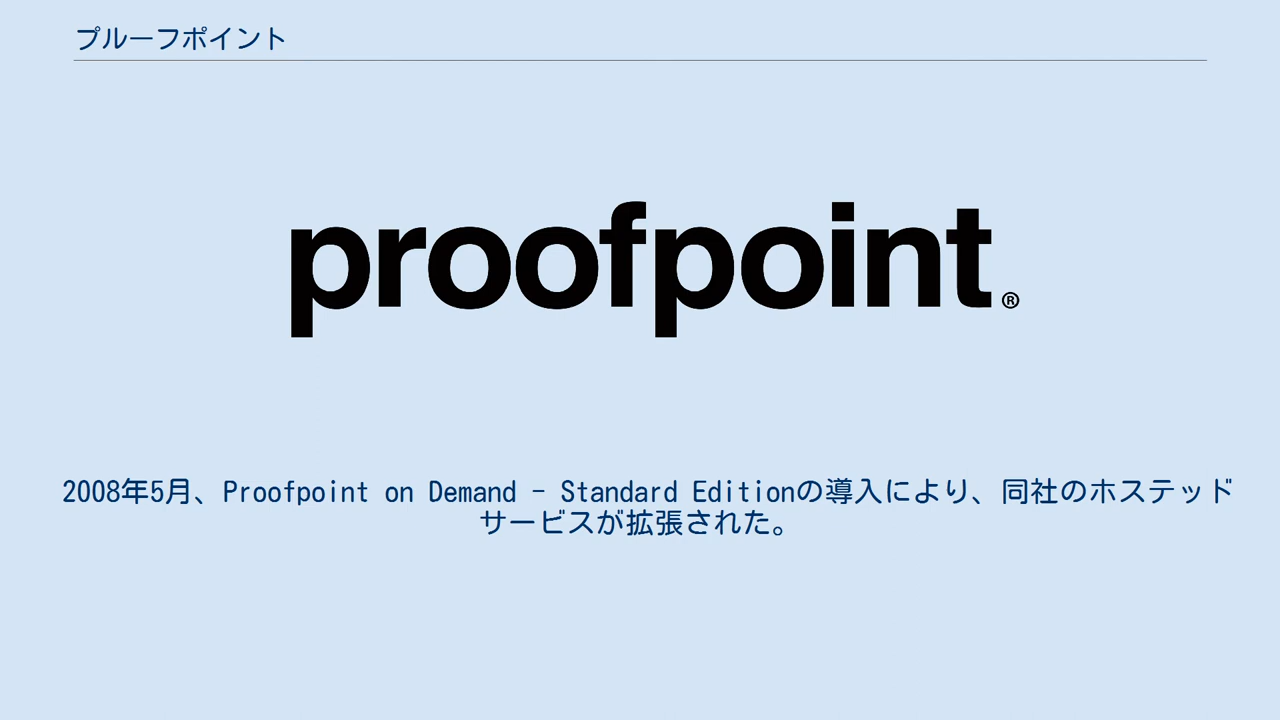 プルーフポイント
proofpoint®
2008年5月、Proofpoint on Demand - Standard Editionの導入により、同社のホステッド
サービスが拡張された。